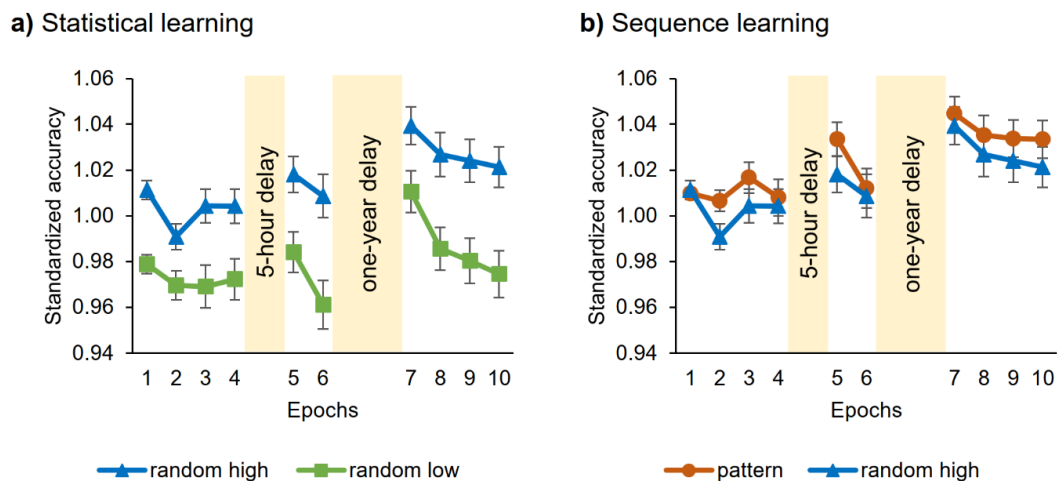 a) Statistical learning
1.06
1.04
1.02
1.00
0.98
0.96
0.94
Standardized accuracy
5-hour delay
one-year delay
1 2 3 4 5 6 7 8 9 10
Epochs
random high random low
b) Sequence learning
1.06
1.04
1.02
1.00
0.98
0.96
0.94
Standardized accuracy
5-hour delay
one-year delay
1 2 3 4 5 6 7 8 9 10
Epochs
pattern random high